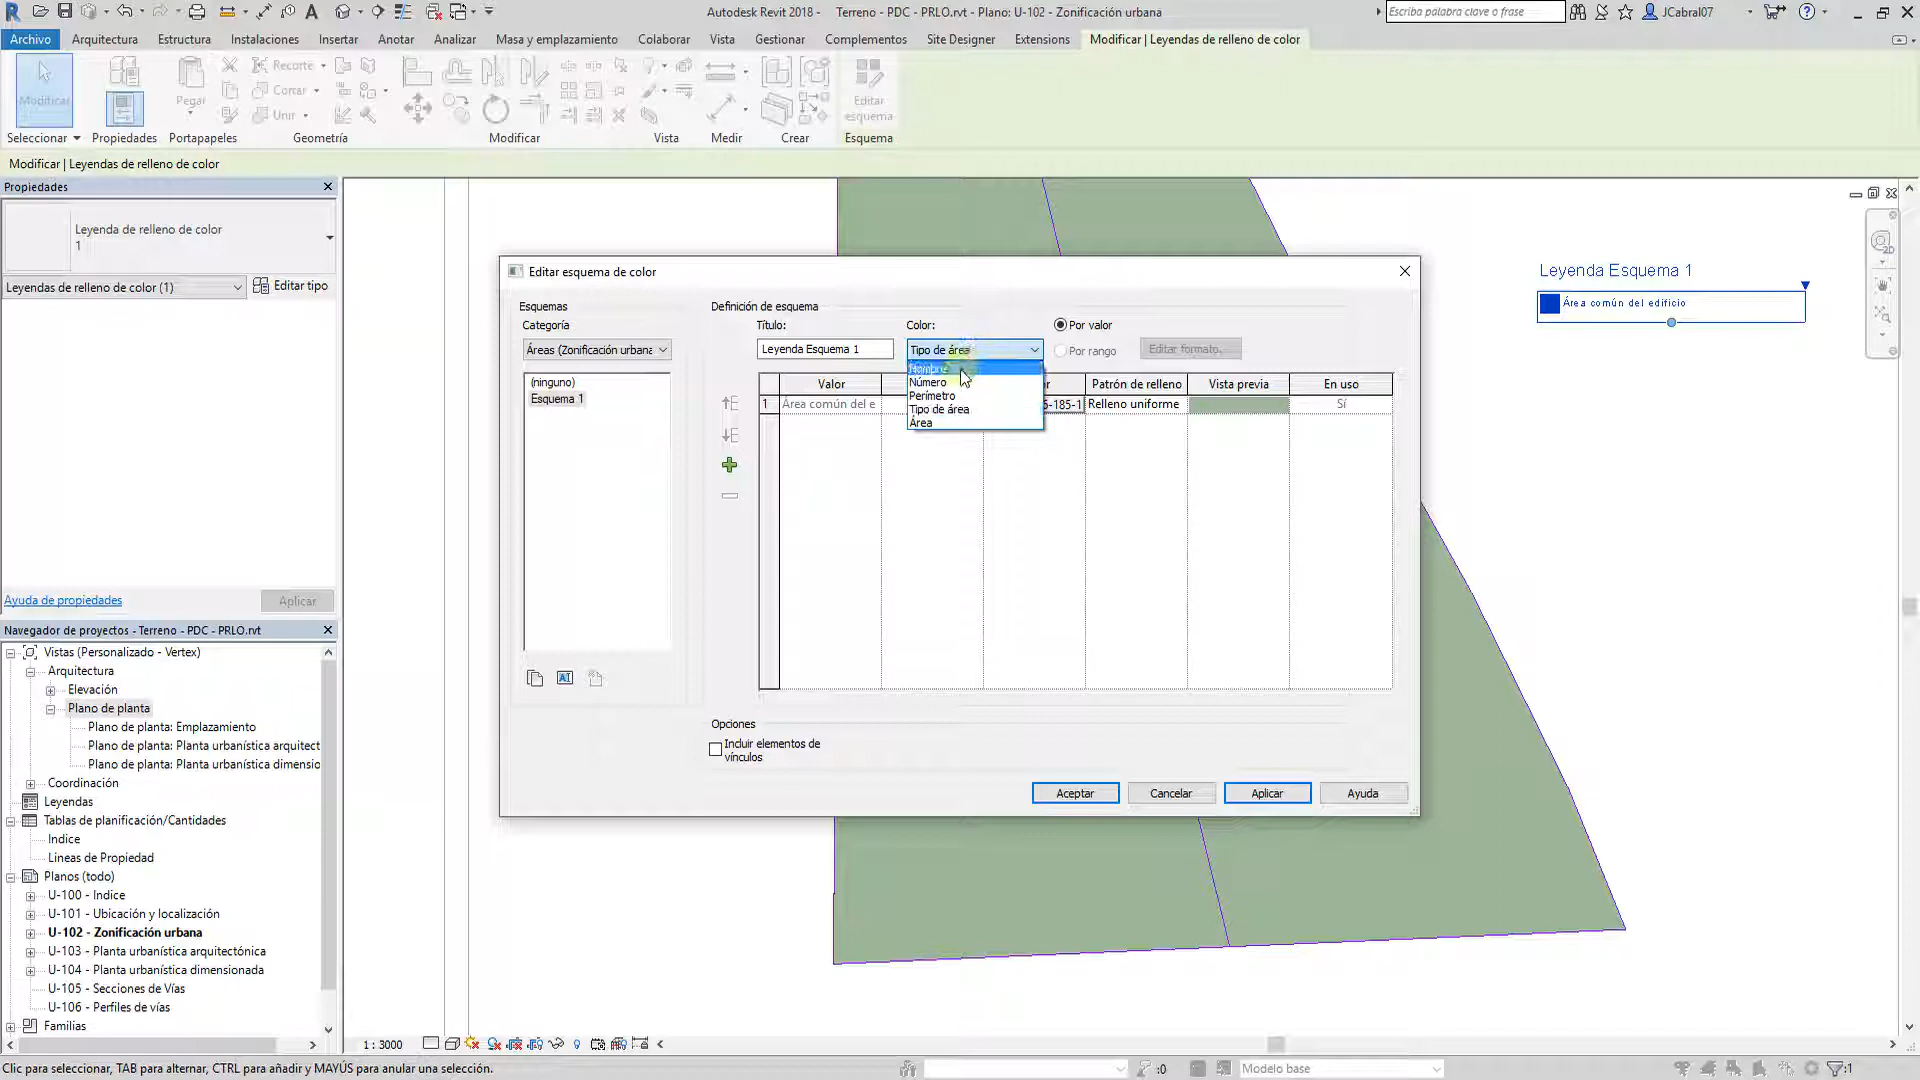 Autodesk Revit 2018 -    Terreno - PDC - PRLO.rvt - Plano: U-102 - Zonificación urbana
Escriba palabra clave o frase
JCabral07
Archivo
Arquitectura
Estructura
Instalaciones
Insertar
Anotar
Analizar
Masa y emplazamiento
Colaborar
Vista
Gestionar
Complementos
Site Designer
Extensions
Modificar | Leyendas de relleno de color
Modificar
Pegar
Recorte
Cortar
Unir
Editar
esquema
Seleccionar
Propiedades
Portapapeles
Geometría
Modificar
Vista
Medir
Crear
Esquema
Modificar | Leyendas de relleno de color
Propiedades
Leyenda de relleno de color
1
Leyendas de relleno de color (1)
Editar tipo
Ayuda de propiedades
Aplicar
Navegador de proyectos - Terreno - PDC - PRLO.rvt
Vistas (Personalizado - Vertex)
Arquitectura
Elevación
Plano de planta
Plano de planta: Emplazamiento
Plano de planta: Planta urbanística arquitect
Plano de planta: Planta urbanística dimensio
Coordinación
Leyendas
Tablas de planificación/Cantidades
Indice
Lineas de Propiedad
Planos (todo)
U-100 - Indice
U-101 - Ubicación y localización
U-102 - Zonificación urbana
U-103 - Planta urbanística arquitectónica
U-104 - Planta urbanística dimensionada
U-105 - Secciones de Vías
U-106 - Perfiles de vías
Familias
Editar esquema de color
Esquemas
Categoría
Áreas (Zonificación urbana
(ninguno)
Esquema 1
Definición de esquema
Título:
Leyenda Esquema 1
Color:
Tipo de área
Nombre
Número
Perímetro
Tipo de área
Área
Por valor
Por rango
Editar formato...
Valor
Patrón de relleno
Vista previa
En uso
1
Área común del e
6-185-1
Relleno uniforme
Sí
Opciones
Incluir elementos de
vínculos
Aceptar
Cancelar
Aplicar
Ayuda
Leyenda Esquema 1
Área común del edificio
2D
1 : 3000
Clic para seleccionar, TAB para alternar, CTRL para añadir y MAYÚS para anular una selección.
:0
Modelo base
:1